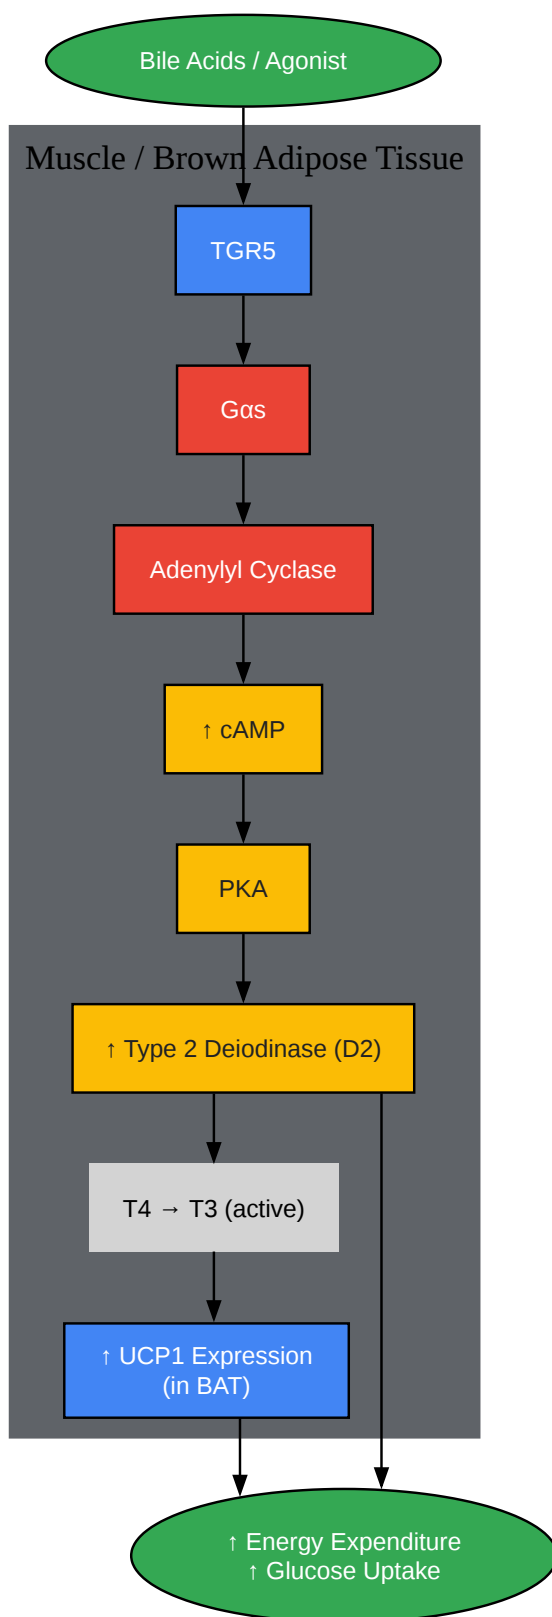 Bile Acids / Agonist
Muscle / Brown Adipose Tissue
TGR5
Gαs
Adenylyl Cyclase
↑ cAMP
PKA
↑ Type 2 Deiodinase (D2)
T4 → T3 (active)
↑ UCP1 Expression
(in BAT)
↑ Energy Expenditure
↑ Glucose Uptake